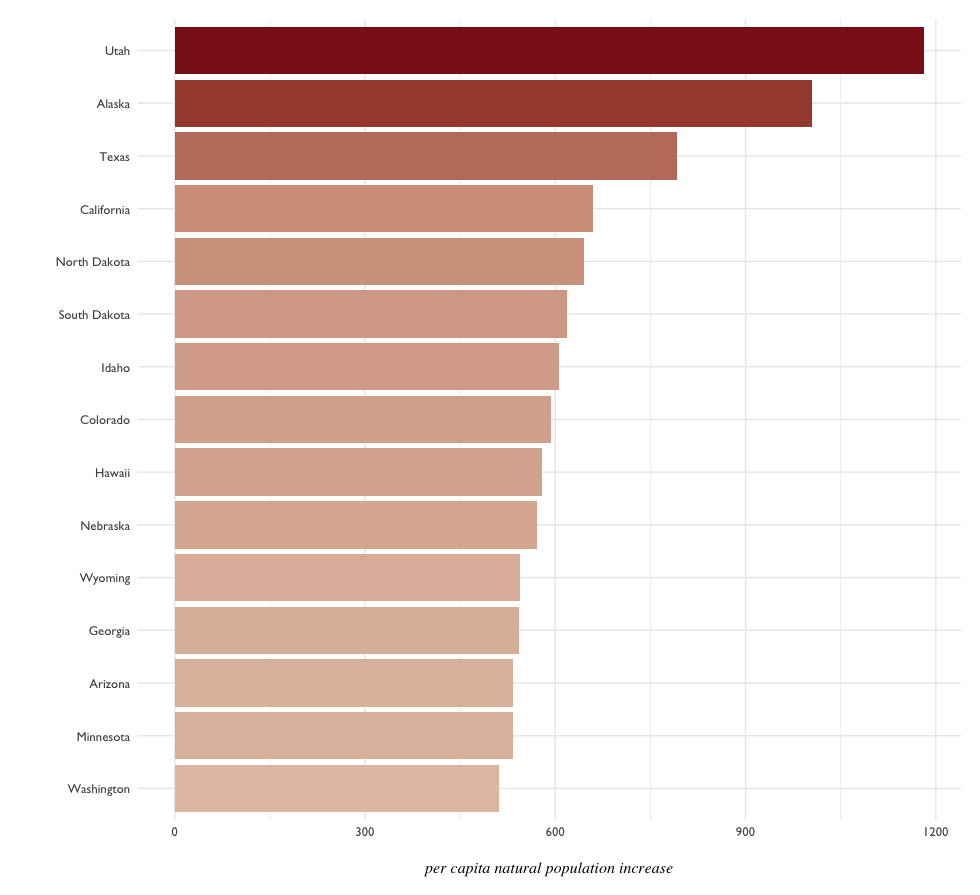 Utah
Alaska
Texas
California
North Dakota
South Dakota
Idaho
Colorado
Hawaii
Nebraska
Wyoming
Georgia
Arizona
Minnesota
Washington
0 300 600 900 1200
per capita natural population increase